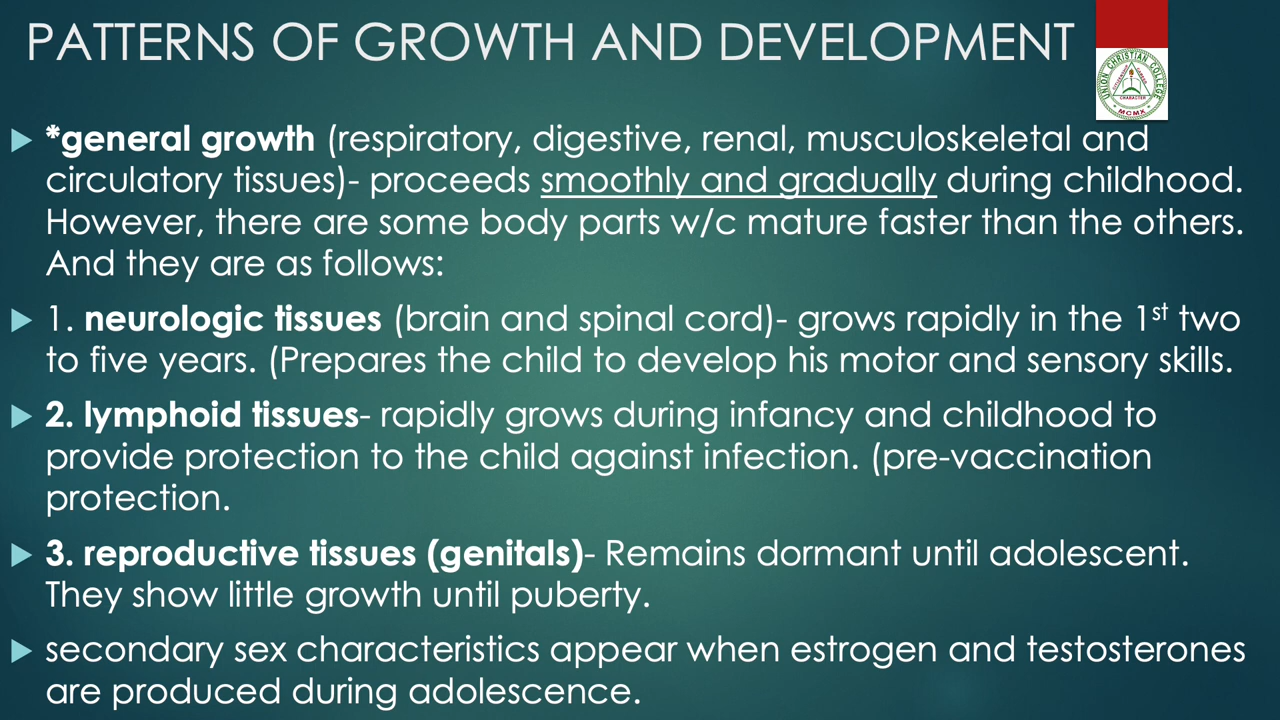 PATTERNS OF GROWTH AND DEVELOPMENT
UNION CHRISTIAN COLLEGE
CHARACTER
MCMX
*general growth (respiratory, digestive, renal, musculoskeletal and
circulatory tissues)- proceeds smoothly and gradually during childhood.
However, there are some body parts w/c mature faster than the others.
And they are as follows:
1. neurologic tissues (brain and spinal cord)- grows rapidly in the 1st two
to five years. (Prepares the child to develop his motor and sensory skills.
2. lymphoid tissues- rapidly grows during infancy and childhood to
provide protection to the child against infection. (pre-vaccination
protection.
3. reproductive tissues (genitals)- Remains dormant until adolescent.
They show little growth until puberty.
secondary sex characteristics appear when estrogen and testosterones
are produced during adolescence.